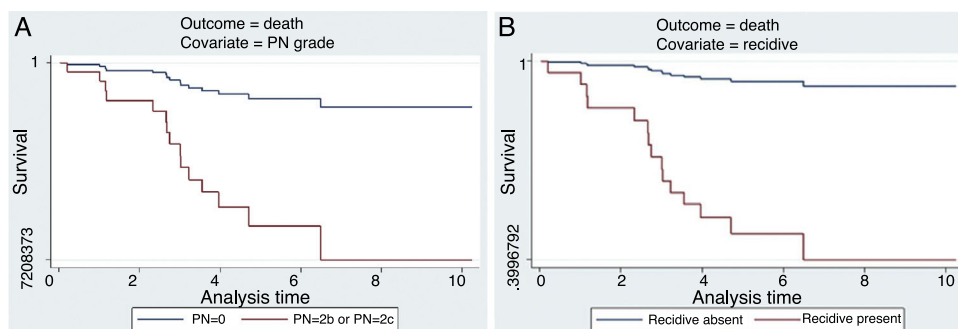 A
Outcome = death
Covariate = PN grade
1
Survival
7208373
0 2 4 6 8 10
Analysis time
PN=0 PN=2b or PN=2c
B
Outcome = death
Covariate = recidive
1
Survival
.3996792
0 2 4 6 8 10
Analysis time
Recidive absent Recidive present